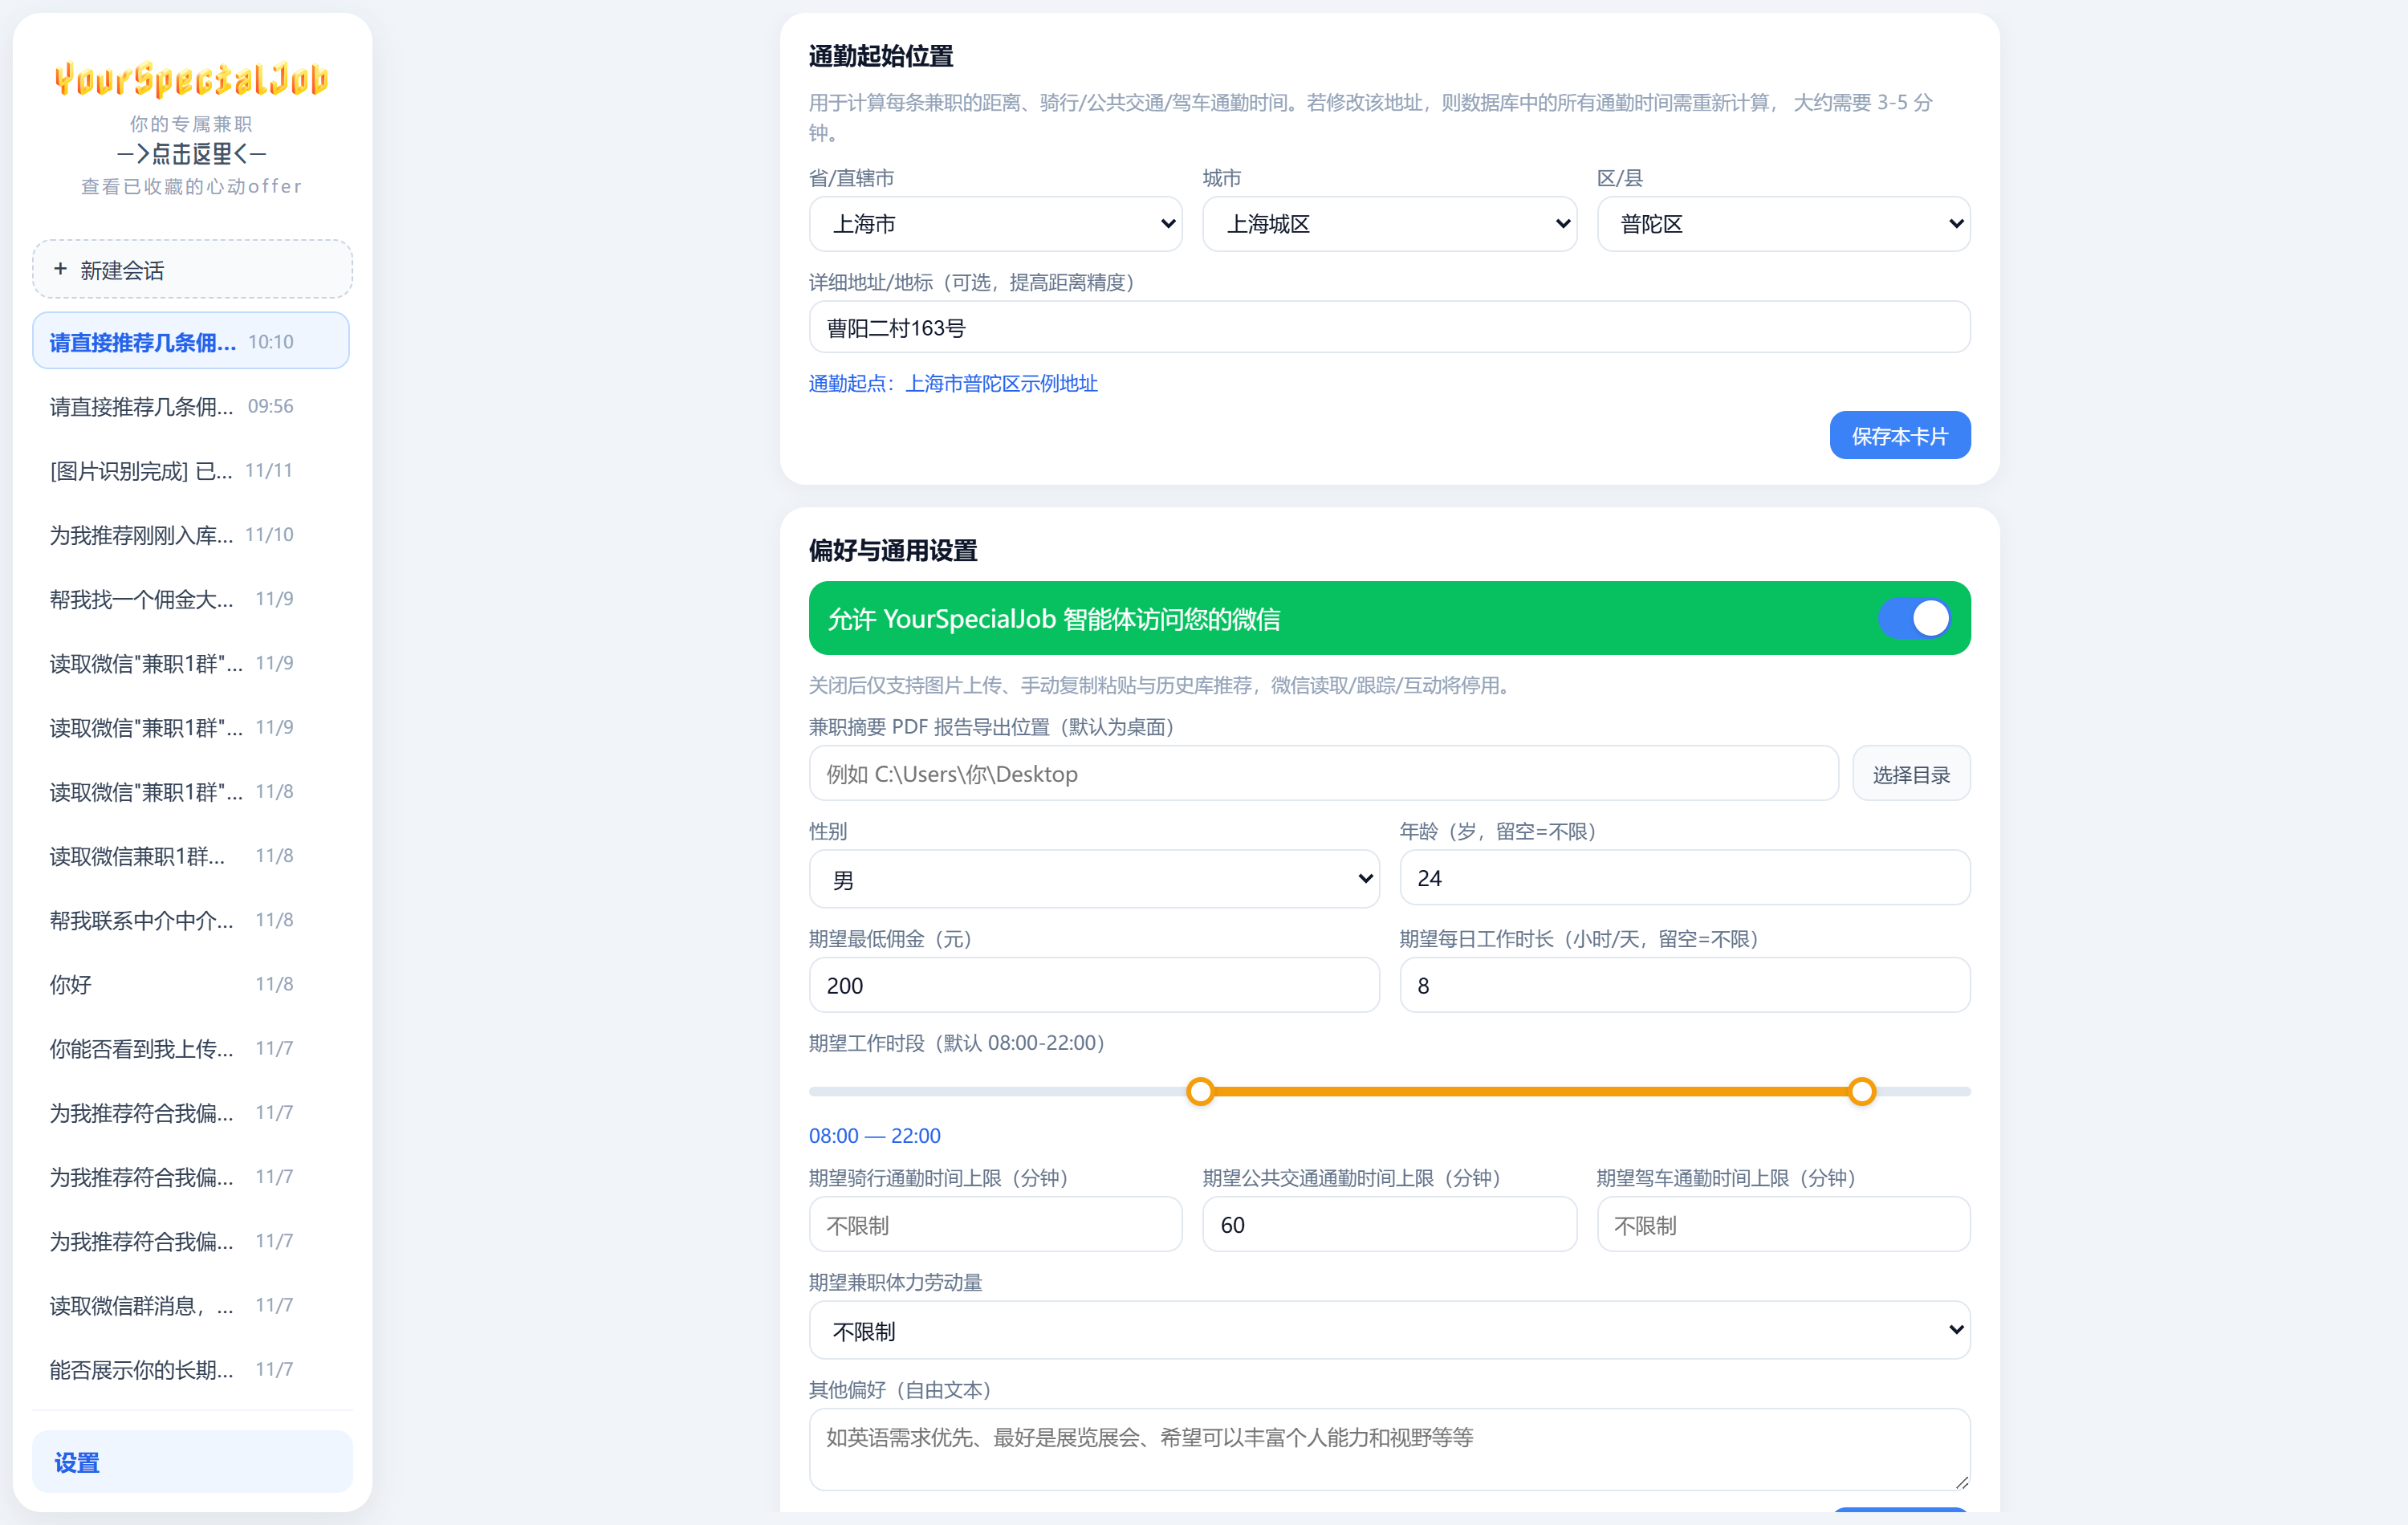 YourSpecialJob
你的专属兼职
—>点击这里<—
查看已收藏的心动offer
+ 新建会话
请直接推荐几条佣... 10:10
请直接推荐几条佣... 09:56
[图片识别完成] 已... 11/11
为我推荐刚刚入库... 11/10
帮我找一个佣金大... 11/9
读取微信"兼职1群"... 11/9
读取微信"兼职1群"... 11/9
读取微信"兼职1群"... 11/8
读取微信兼职1群... 11/8
帮我联系中介中介... 11/8
你好 11/8
你能否看到我上传... 11/7
为我推荐符合我偏... 11/7
为我推荐符合我偏... 11/7
为我推荐符合我偏... 11/7
读取微信群消息，... 11/7
能否展示你的长期... 11/7
设置
通勤起始位置
用于计算每条兼职的距离、骑行/公共交通/驾车通勤时间。若修改该地址，则数据库中的所有通勤时间需重新计算， 大约需要 3-5 分
钟。
省/直辖市 城市 区/县
上海市 上海城区 普陀区
详细地址/地标（可选，提高距离精度）
曹阳二村163号
通勤起点：上海市普陀区示例地址
保存本卡片
偏好与通用设置
允许 YourSpecialJob 智能体访问您的微信
关闭后仅支持图片上传、手动复制粘贴与历史库推荐，微信读取/跟踪/互动将停用。
兼职摘要 PDF 报告导出位置（默认为桌面）
例如 C:\Users\你\Desktop 选择目录
性别 年龄（岁，留空=不限）
男 24
期望最低佣金（元） 期望每日工作时长（小时/天，留空=不限）
200 8
期望工作时段（默认 08:00-22:00）
08:00 — 22:00
期望骑行通勤时间上限（分钟） 期望公共交通通勤时间上限（分钟） 期望驾车通勤时间上限（分钟）
不限制 60 不限制
期望兼职体力劳动量
不限制
其他偏好（自由文本）
如英语需求优先、最好是展览展会、希望可以丰富个人能力和视野等等